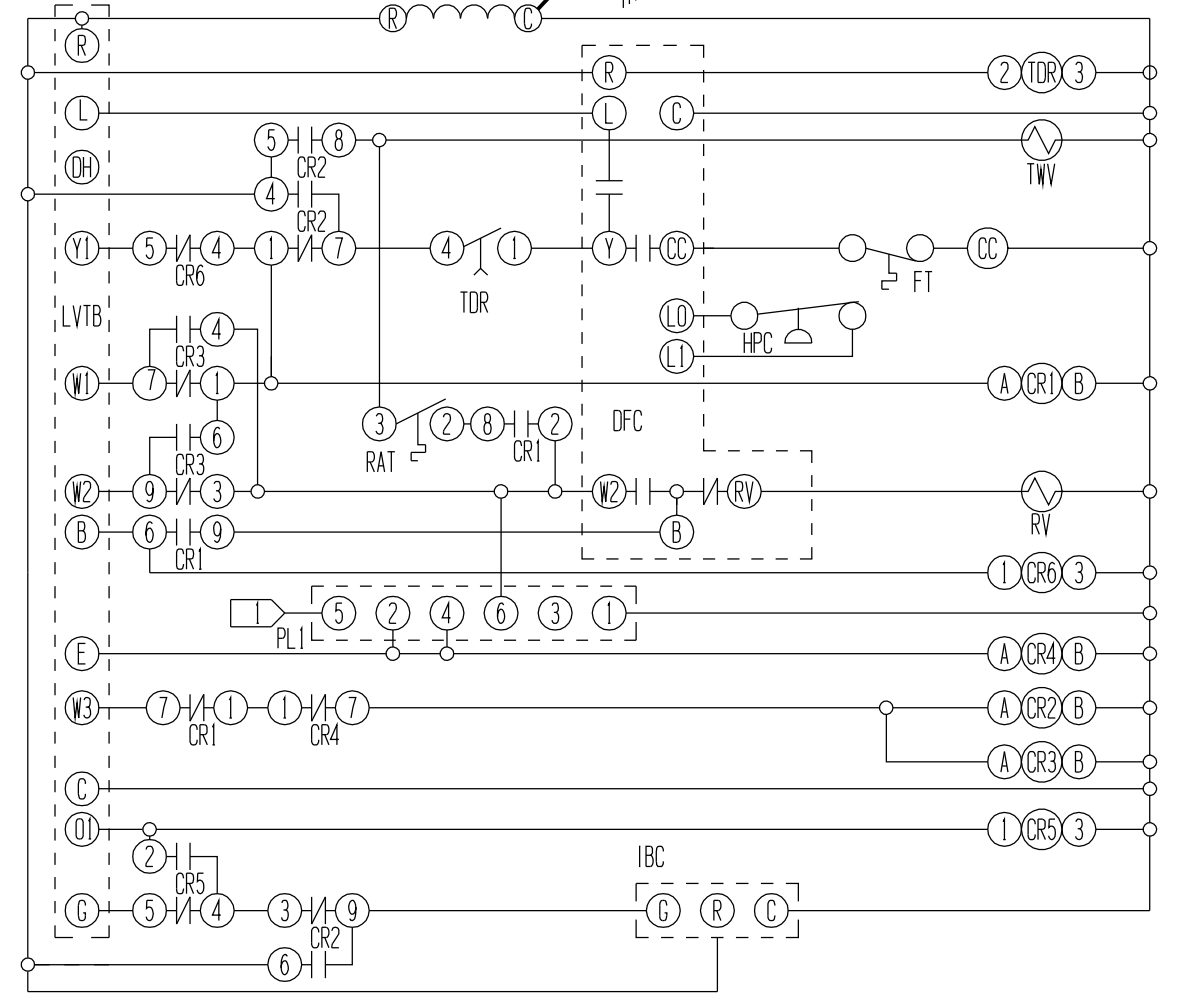 R C
R
R 2 TDR 3
L L C
5 8
CR2
DH
TWV
4
CR2
Y1 5 4 1 7 4 1 Y CC CC
CR6
FT
TDR
LVTB
4
L0
CR3
HPC
L1
W1 7 1 A CR1 B
3 2 8 2
DFC
6
CR1
CR3
RAT
W2 9 3 W2 RV
RV
B 6 9 B
CR1
1 CR6 3
1 5 2 4 6 3 1
PL1
E A CR4 B
W3 7 1 1 7 A CR2 B
CR1 CR4
A CR3 B
C
O1 1 CR5 3
2
IBC
CR5
G 5 4 3 9 G R C
CR2
6